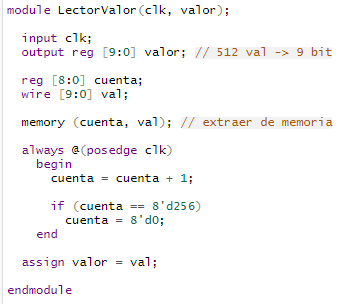 module LectorValor(clk, valor);
input clk;
output reg [9:0] valor; // 512 val -> 9 bit
reg [8:0] cuenta;
wire [9:0] val;
memory (cuenta, val); // extraer de memoria
always @(posedge clk)
begin
cuenta = cuenta + 1;
if (cuenta == 8'd256)
cuenta = 8'd0;
end
assign valor = val;
endmodule